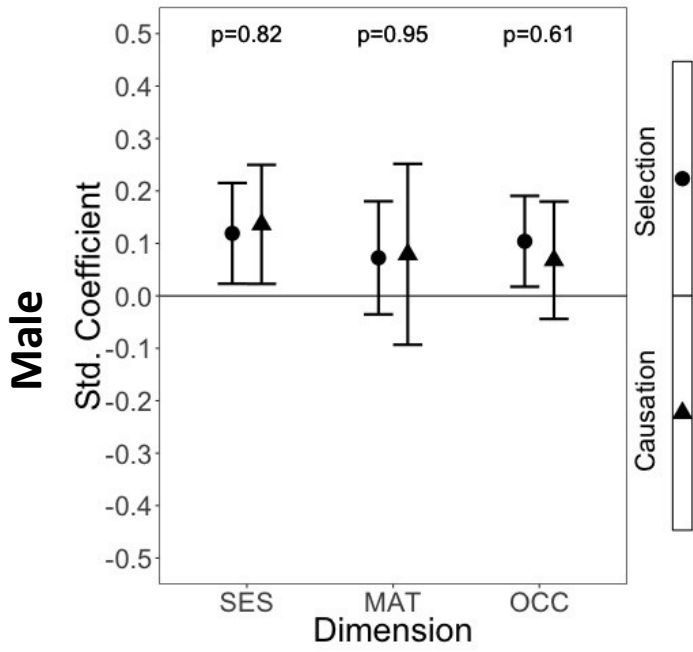 p=0.82 p=0.95 p=0.61
0.5
0.4
0.3
0.2
0.1
0.0
-0.1
-0.2
-0.3
-0.4
-0.5
Male
Std. Coefficient
SES MAT OCC
Dimension
Selection
Causation